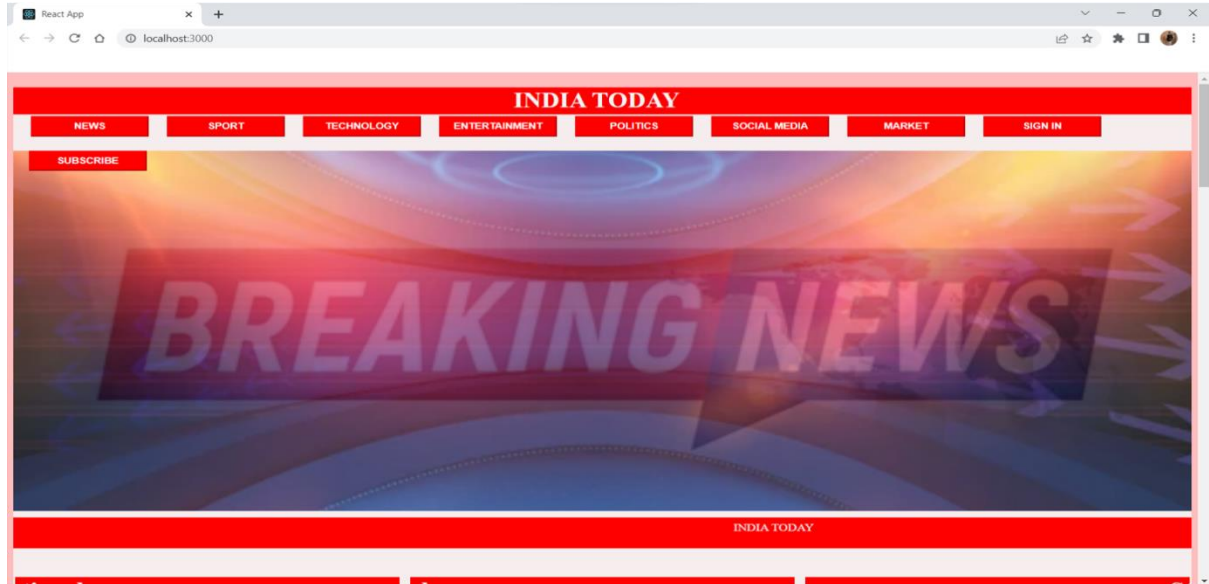 React App
localhost:3000
INDIA TODAY
NEWS SPORT TECHNOLOGY ENTERTAINMENT POLITICS SOCIAL MEDIA MARKET SIGN IN
SUBSCRIBE
BREAKING NEWS
INDIA TODAY